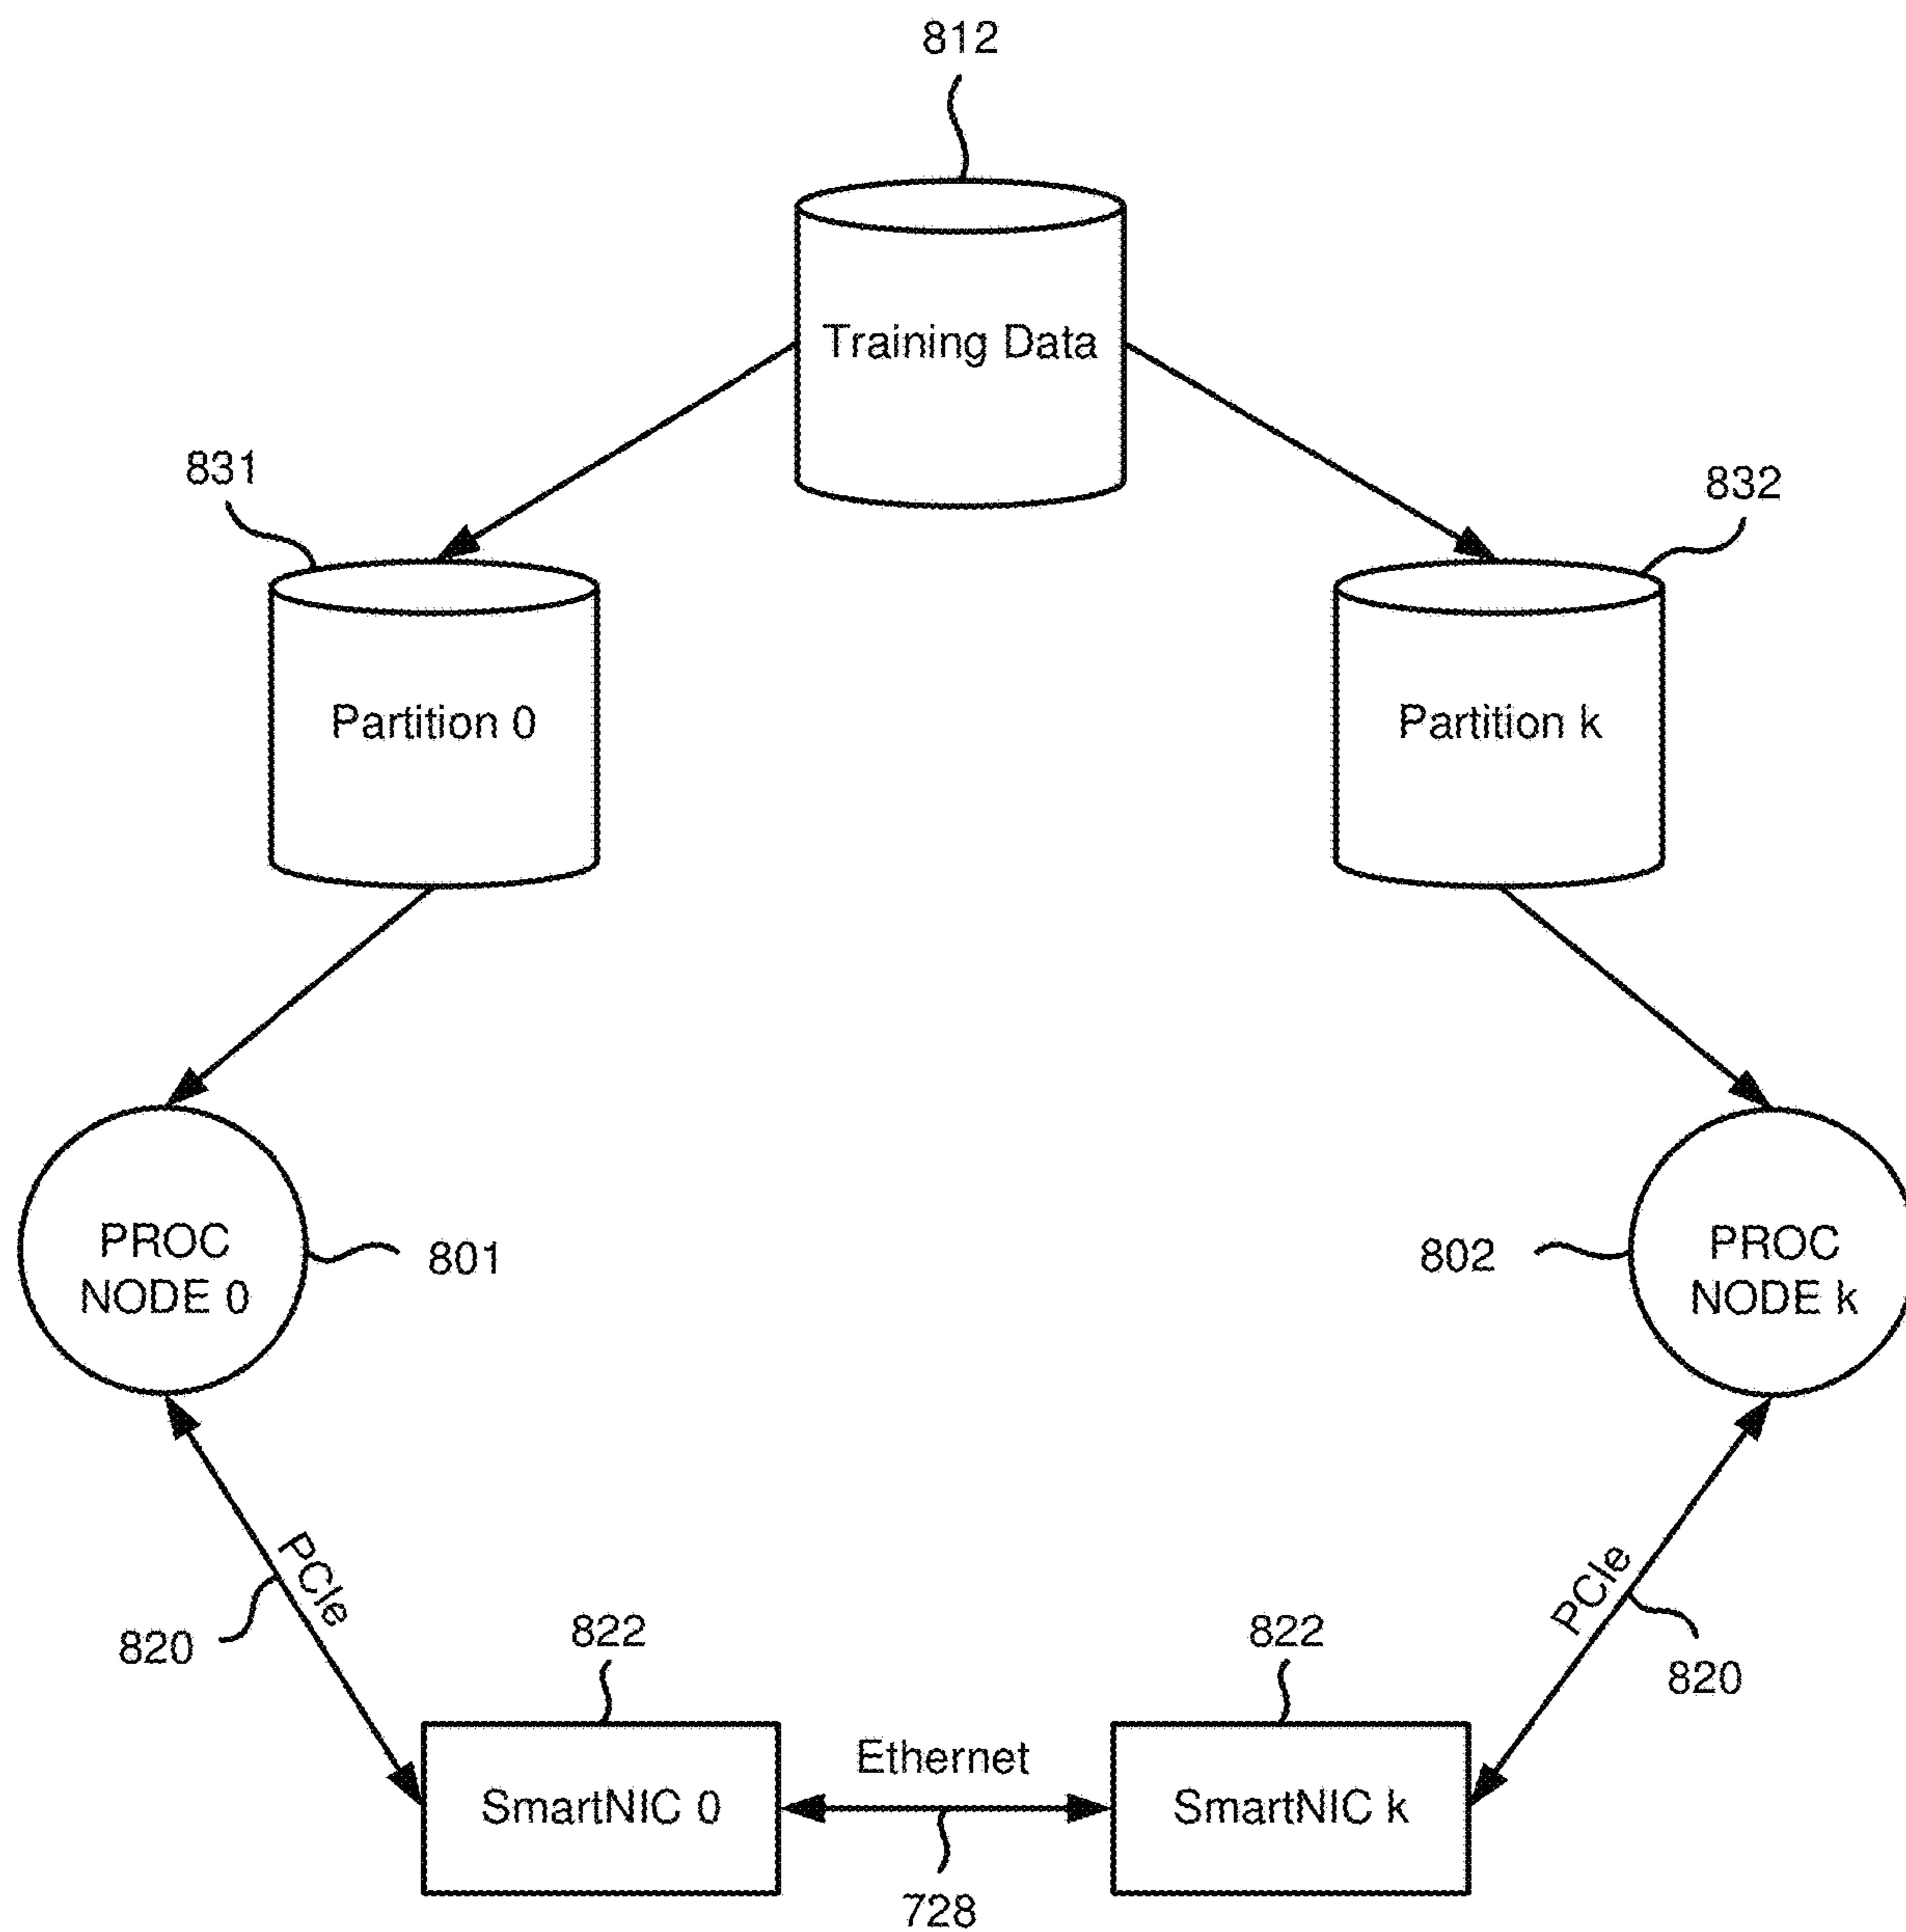 812
Training Data
831
832
Partition 0
Partition k
PROC
NODE 0
801
802
PROC
NODE k
PCIe
820
822
822
PCIe
820
Ethernet
SmartNIC 0
SmartNIC k
728